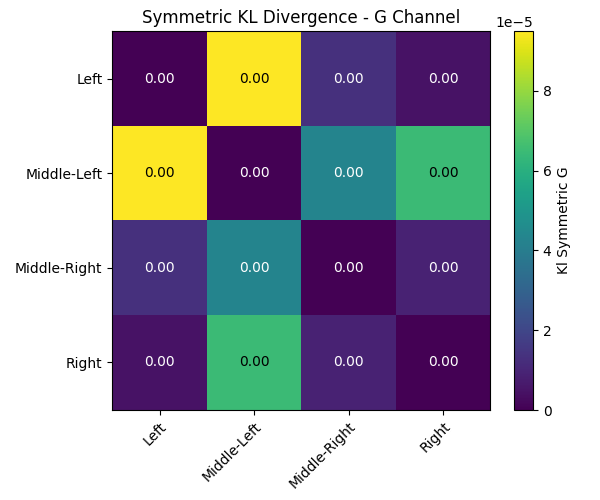 Symmetric KL Divergence - G Channel
1e−5
Left 0.00 0.00 0.00 0.00
Middle-Left 0.00 0.00 0.00 0.00
Middle-Right 0.00 0.00 0.00 0.00
Right 0.00 0.00 0.00 0.00
Left
Middle-Left
Middle-Right
Right
8
6
4
2
0
Kl Symmetric G